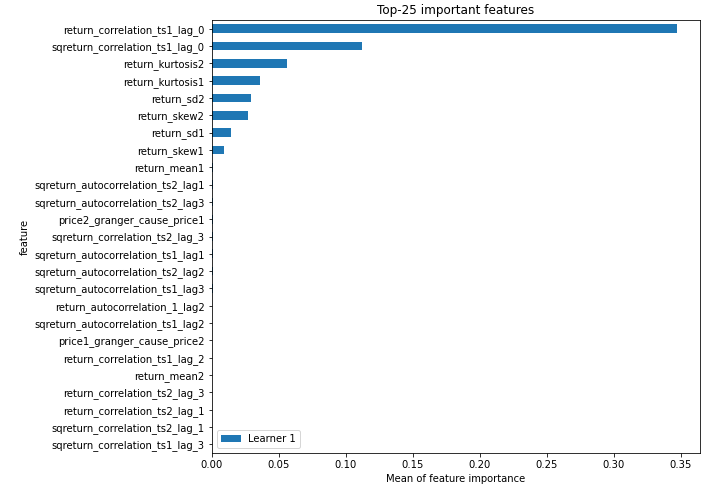 Top-25 important features
return_correlation_ts1_lag_0
sqreturn_correlation_ts1_lag_0
return_kurtosis2
return_kurtosis1
return_sd2
return_skew2
return_sd1
return_skew1
return_mean1
sqreturn_autocorrelation_ts2_lag1
sqreturn_autocorrelation_ts2_lag3
price2_granger_cause_price1
sqreturn_correlation_ts2_lag_3
sqreturn_autocorrelation_ts1_lag1
sqreturn_autocorrelation_ts2_lag2
sqreturn_autocorrelation_ts1_lag3
return_autocorrelation_1_lag2
sqreturn_autocorrelation_ts1_lag2
price1_granger_cause_price2
return_correlation_ts1_lag_2
return_mean2
return_correlation_ts2_lag_3
return_correlation_ts2_lag_1
sqreturn_correlation_ts2_lag_1
sqreturn_correlation_ts1_lag_3
feature
Learner 1
0.00 0.05 0.10 0.15 0.20 0.25 0.30 0.35
Mean of feature importance